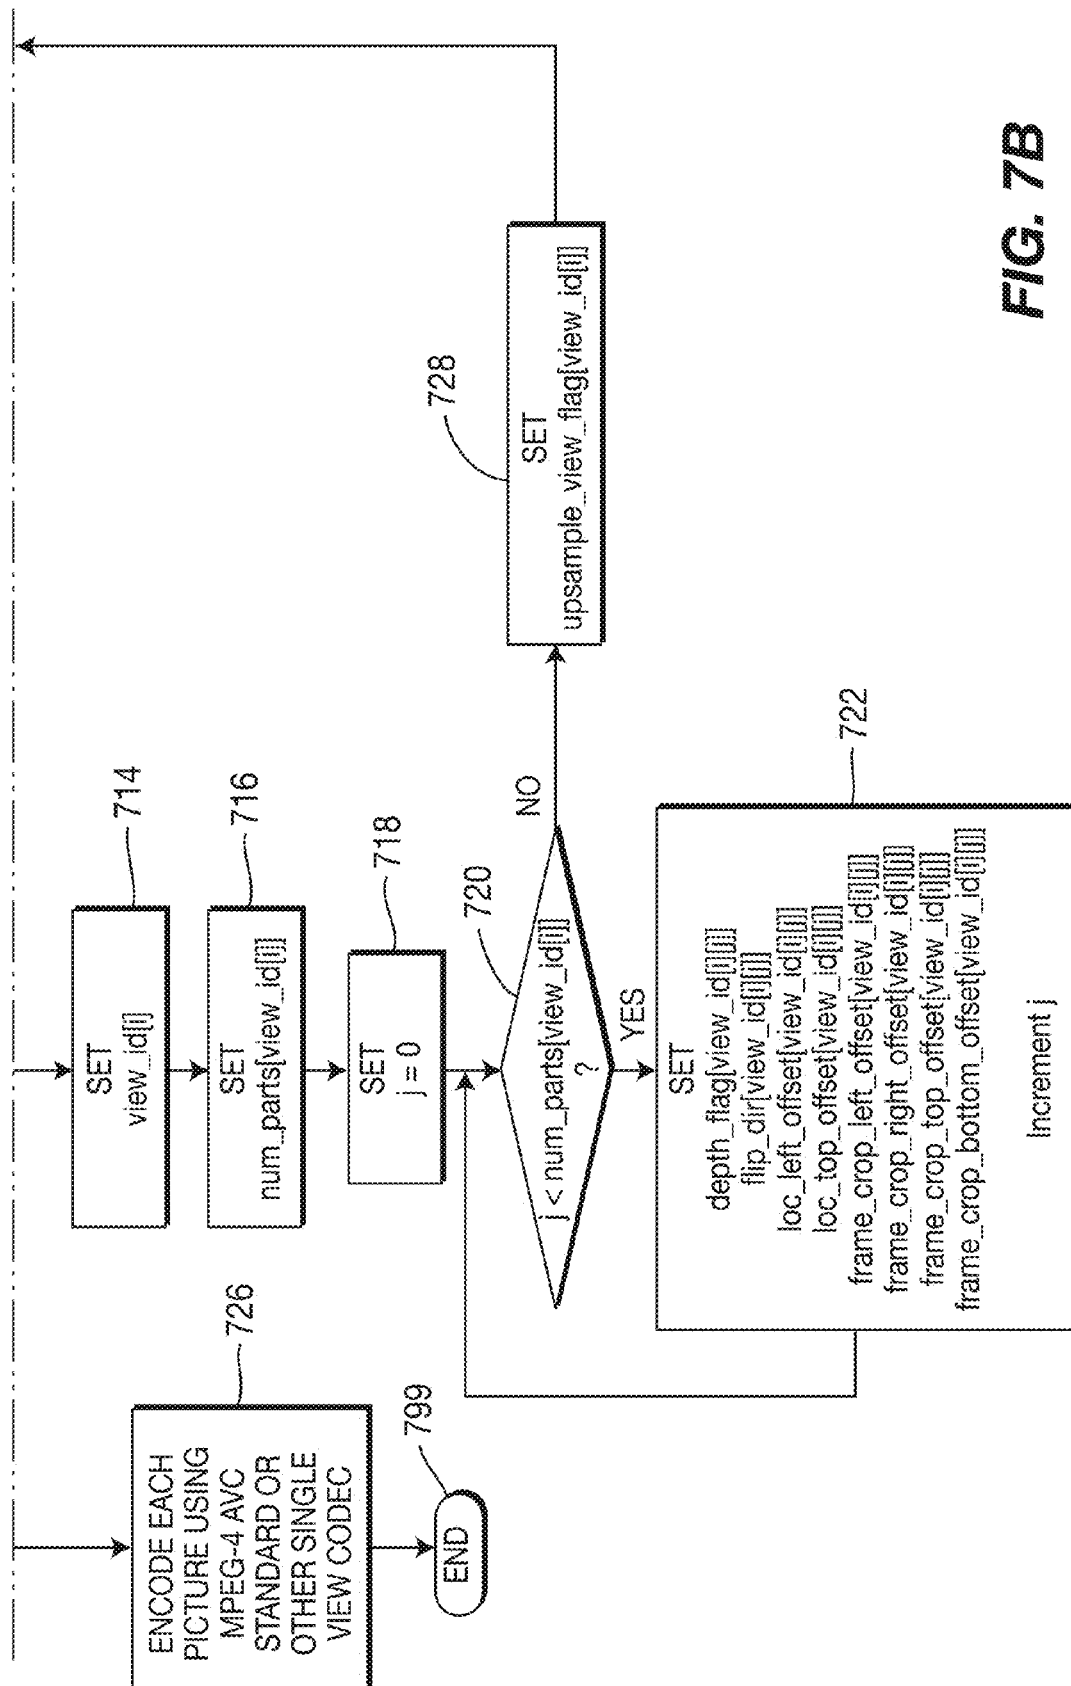 ENCODE EACH
PICTURE USING
MPEG-4 AVC
STANDARD OR
OTHER SINGLE
VIEW CODEC
726
END
799
SET
view_id[i]
714
SET
num_parts[view_id[i]]
716
SET
j = 0
718
j < num_parts[view_id[i]]
?
720
NO
YES
SET
depth_flag[view_id[i][j]]
flip_dir[view_id[i][j]]
loc_left_offset[view_id[i][j]]
loc_top_offset[view_id[i][j]]
frame_crop_left_offset[view_id[i][j]]
frame_crop_right_offset[view_id[i][j]]
frame_crop_top_offset[view_id[i][j]]
frame_crop_bottom_offset[view_id[i][j]]
Increment j
722
SET
upsample_view_flag[view_id[i]]
728
FIG. 7B